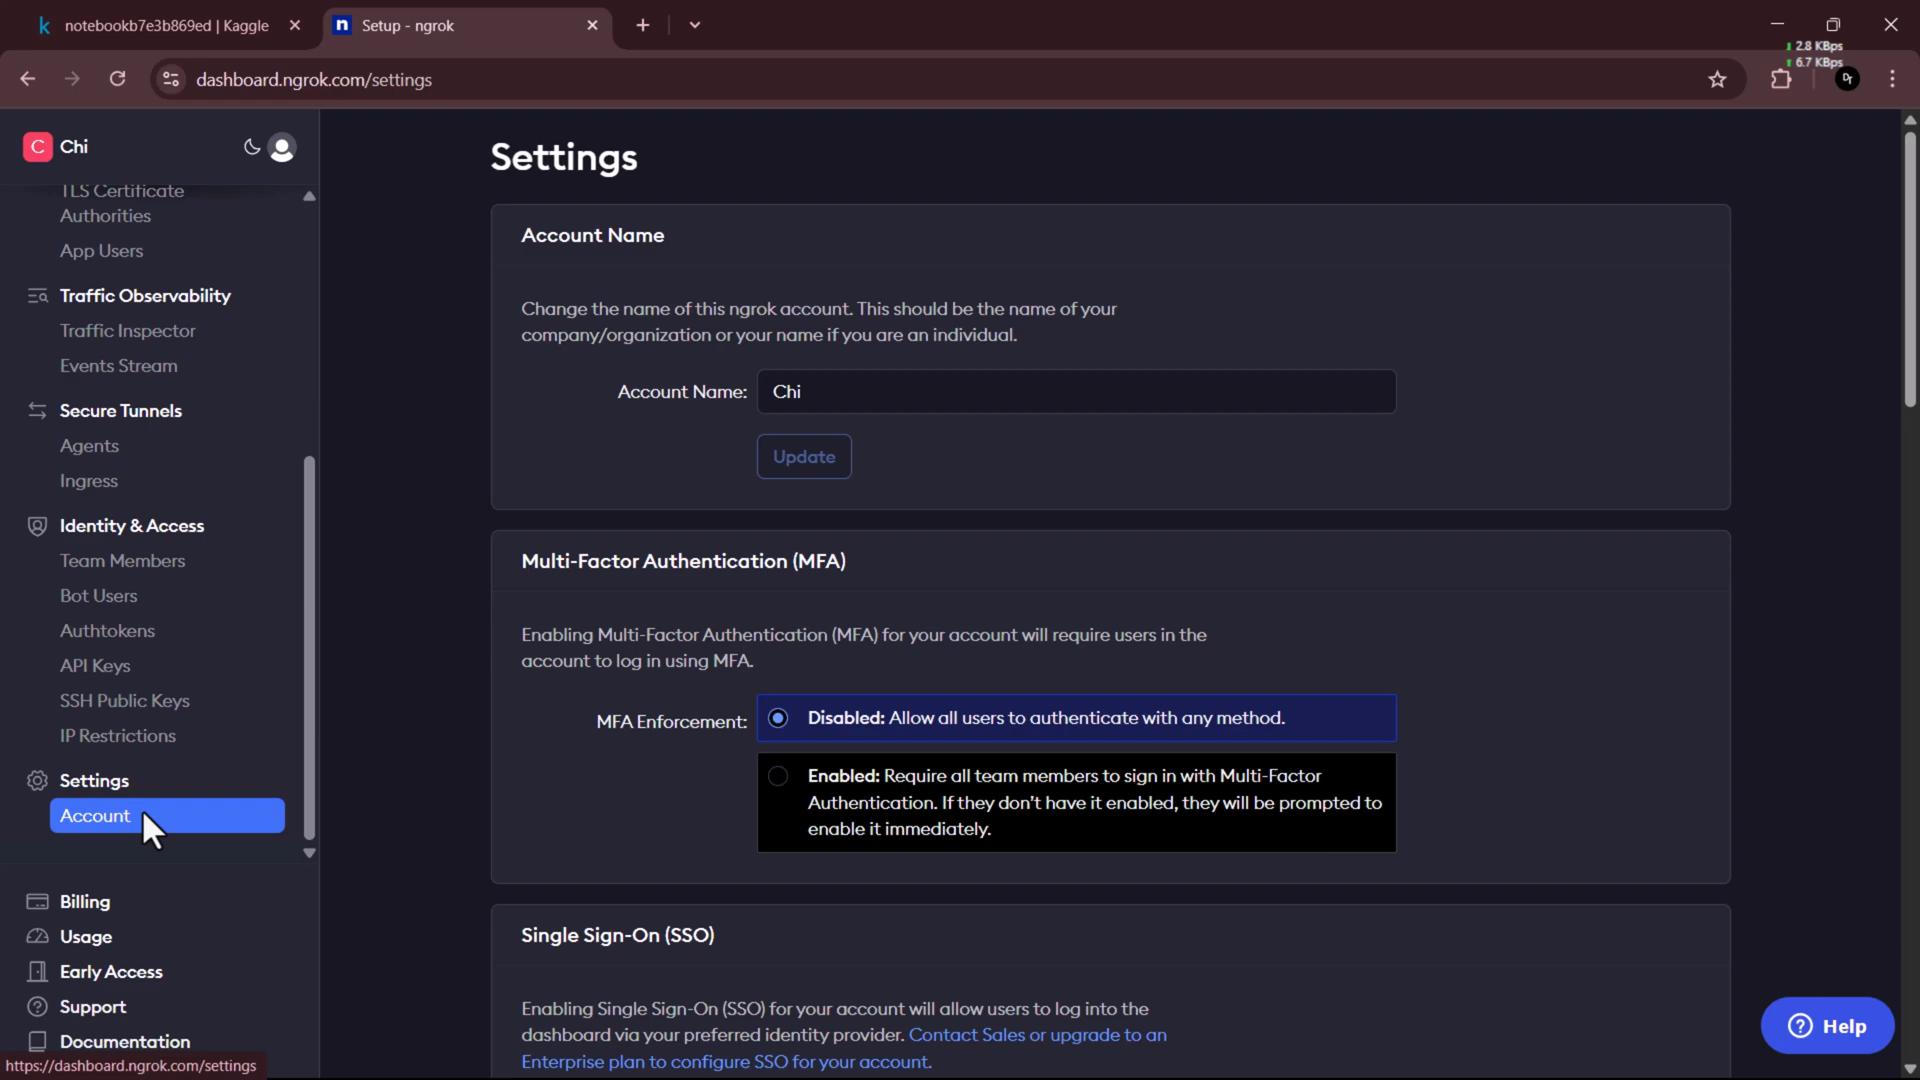 notebookb7e3b869ed | Kaggle
Setup - ngrok
2.8 KBps
6.7 KBps
dashboard.ngrok.com/settings
C Chi
TLS Certificate
Authorities
App Users
Traffic Observability
Traffic Inspector
Events Stream
Secure Tunnels
Agents
Ingress
Identity & Access
Team Members
Bot Users
Authtokens
API Keys
SSH Public Keys
IP Restrictions
Settings
Account
Billing
Usage
Early Access
Support
Documentation
https://dashboard.ngrok.com/settings
Settings
Account Name
Change the name of this ngrok account. This should be the name of your
company/organization or your name if you are an individual.
Account Name: Chi
Update
Multi-Factor Authentication (MFA)
Enabling Multi-Factor Authentication (MFA) for your account will require users in the
account to log in using MFA.
MFA Enforcement: Disabled: Allow all users to authenticate with any method.
Enabled: Require all team members to sign in with Multi-Factor
Authentication. If they don't have it enabled, they will be prompted to
enable it immediately.
Single Sign-On (SSO)
Enabling Single Sign-On (SSO) for your account will allow users to log into the
dashboard via your preferred identity provider. Contact Sales or upgrade to an
Enterprise plan to configure SSO for your account.
Help